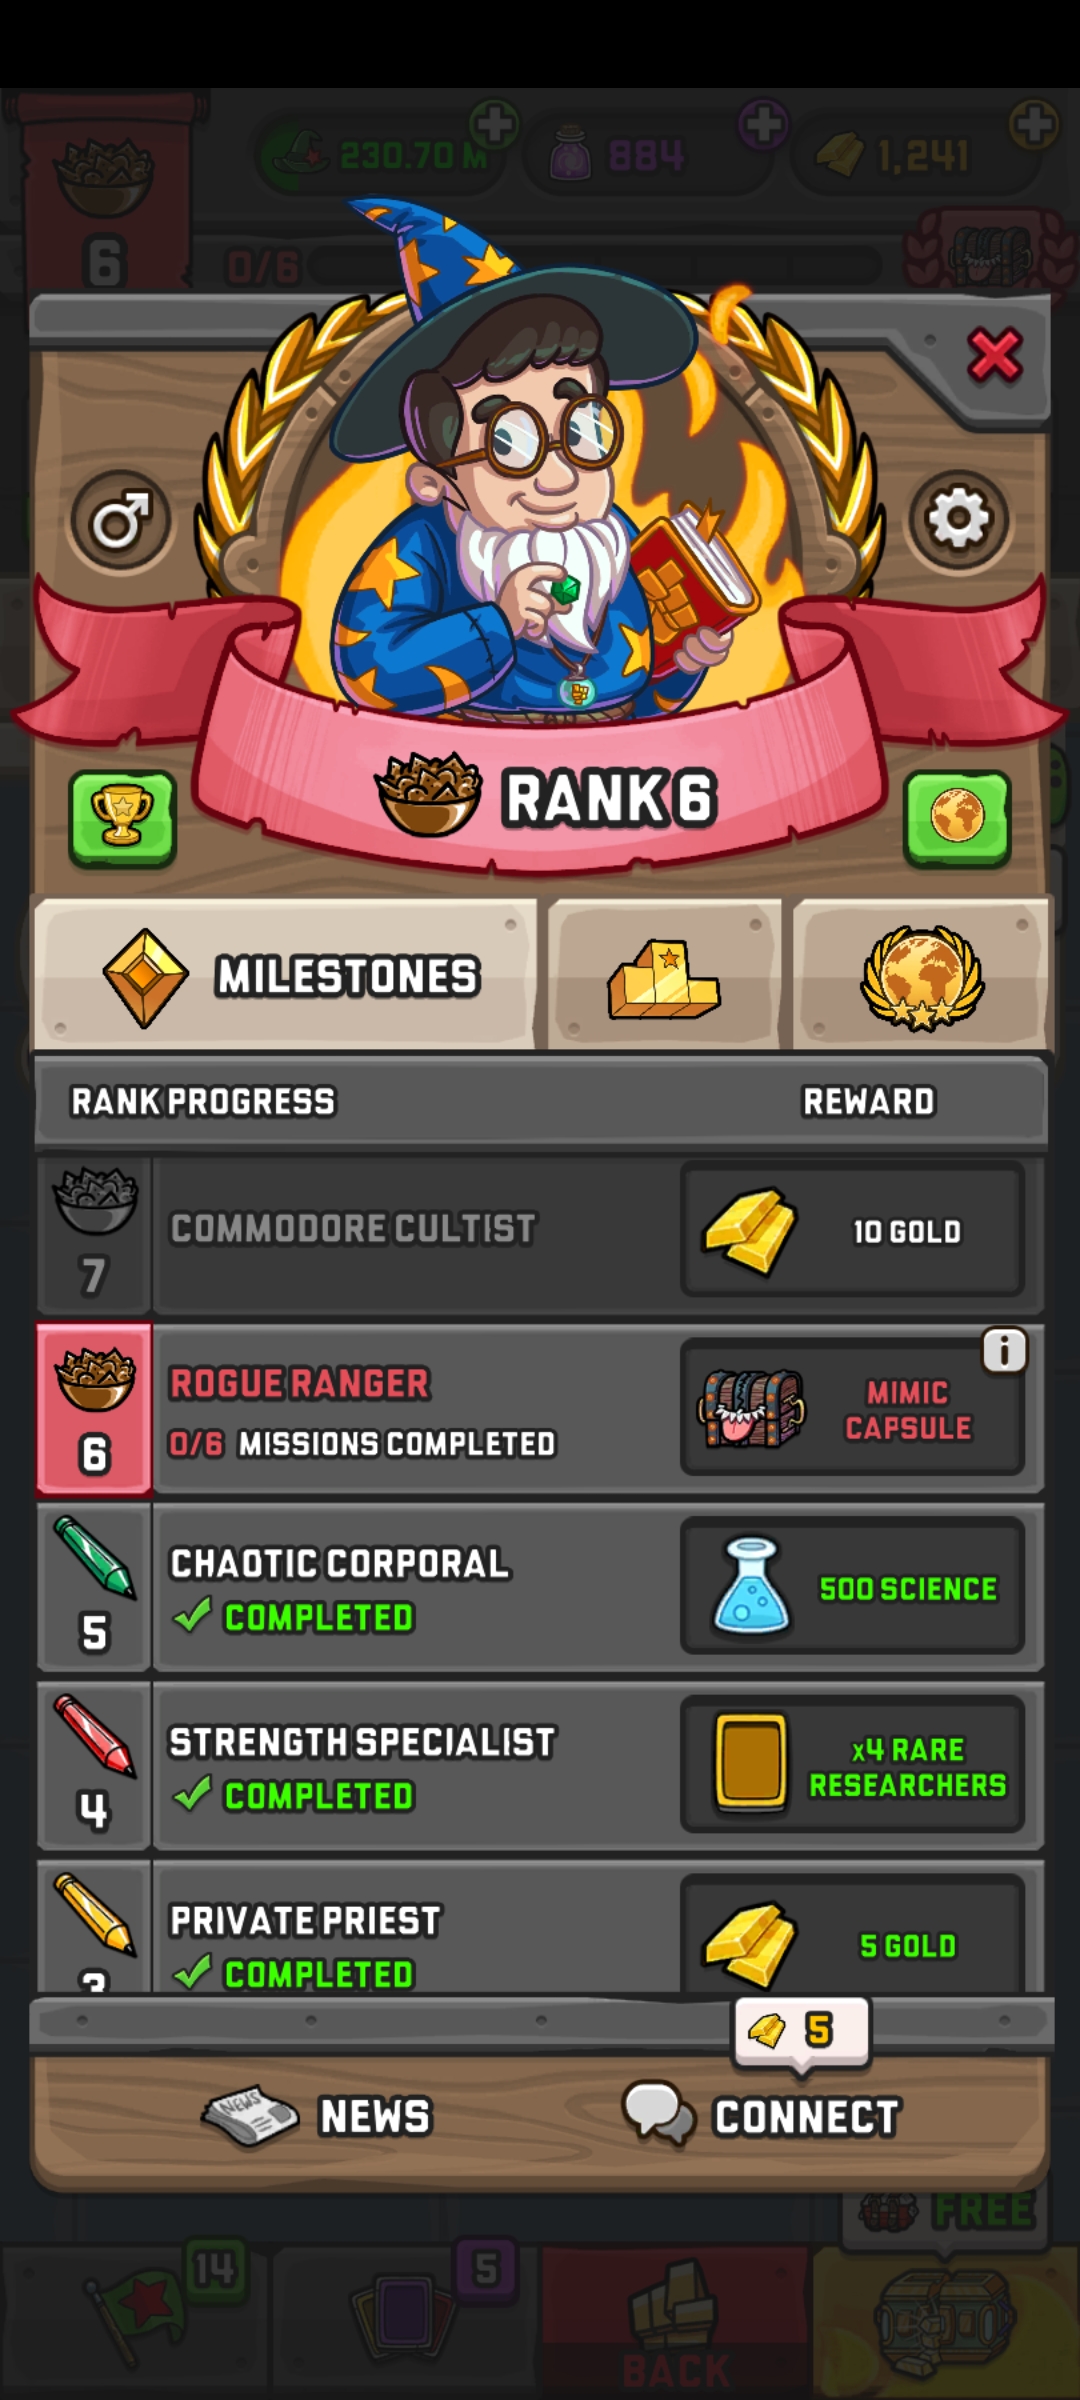 230.70 M
884
1,241
6
0/6
RANK 6
MILESTONES
RANK PROGRESS
REWARD
7
COMMODORE CULTIST
10 GOLD
6
ROGUE RANGER
0/6 MISSIONS COMPLETED
i
MIMIC
CAPSULE
5
CHAOTIC CORPORAL
COMPLETED
500 SCIENCE
4
STRENGTH SPECIALIST
COMPLETED
x4 RARE
RESEARCHERS
3
PRIVATE PRIEST
COMPLETED
5 GOLD
5
NEWS
NEWS
CONNECT
FREE
14
5
BACK